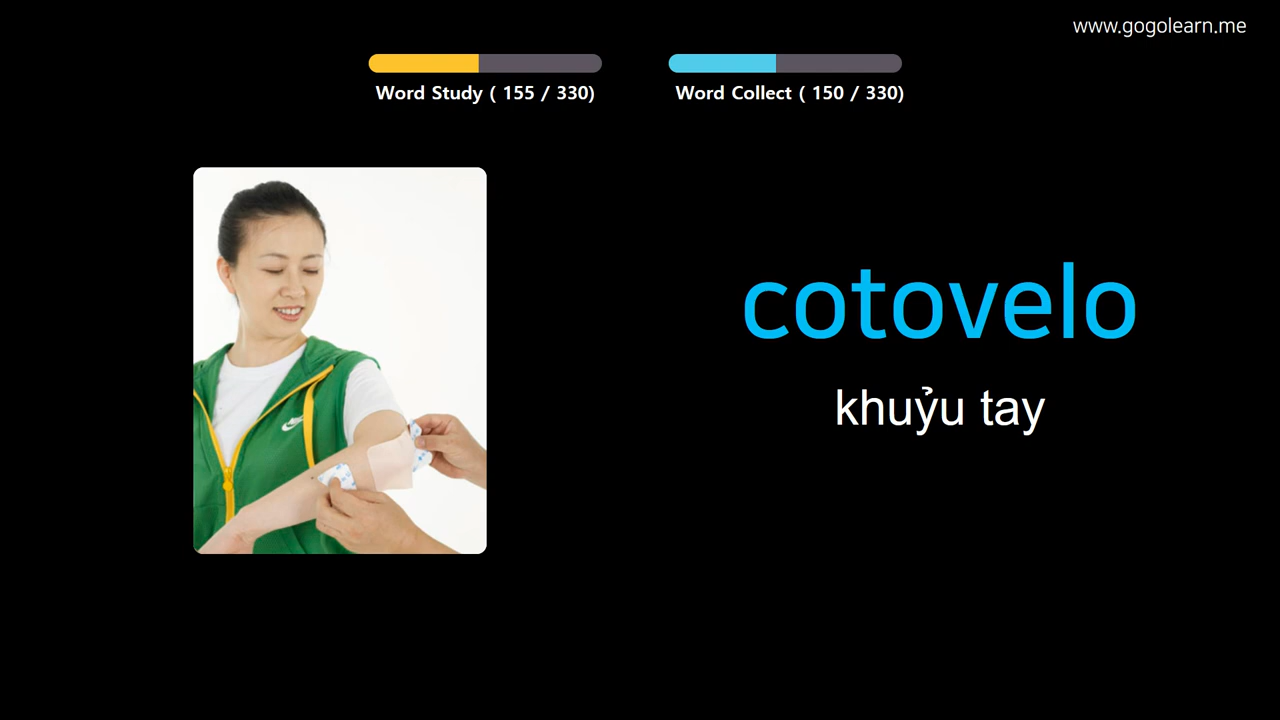 www.gogolearn.me
Word Study ( 155 / 330)
Word Collect ( 150 / 330)
cotovelo
khuỷu tay